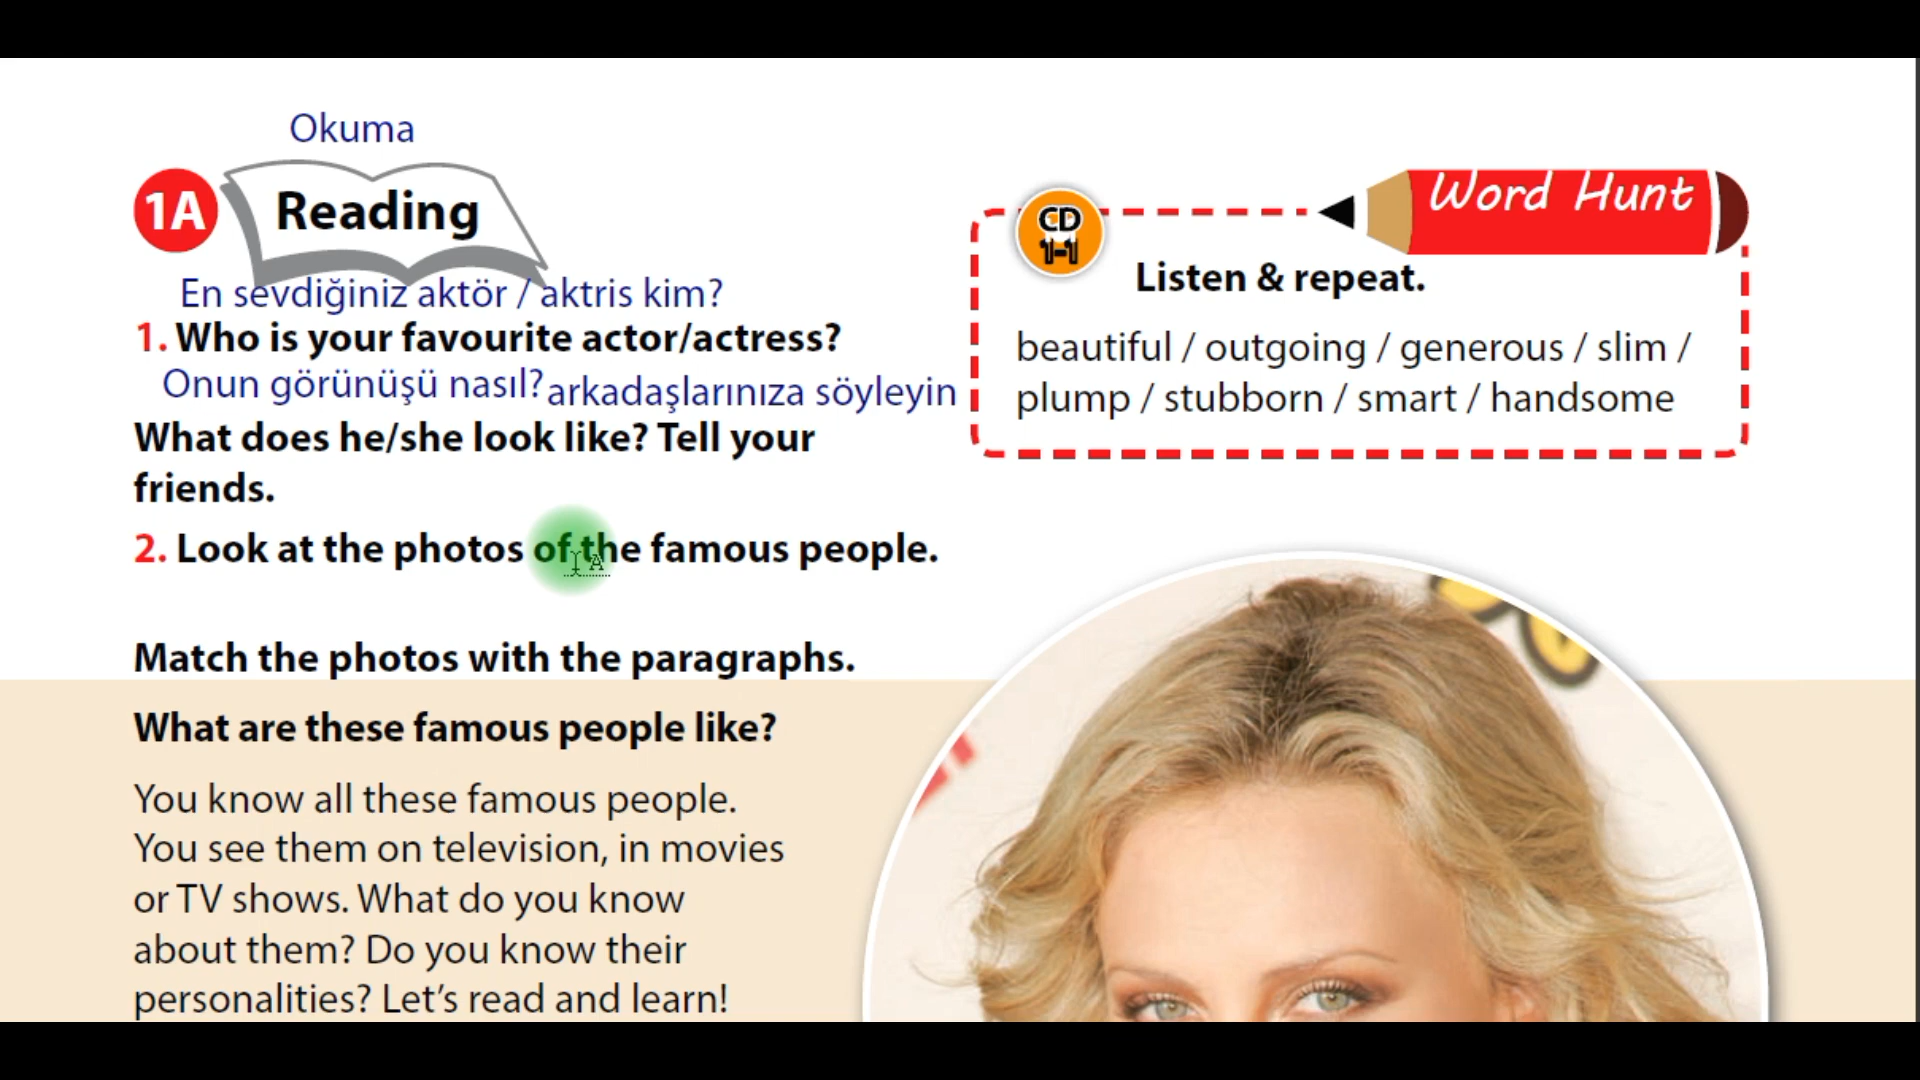 Okuma
1A Reading
En sevdiğiniz aktör / aktris kim?
1. Who is your favourite actor/actress?
Onun görünüşü nasıl? arkadaşlarınıza söyleyin
What does he/she look like? Tell your
friends.
2. Look at the photos of the famous people.
Match the photos with the paragraphs.
What are these famous people like?
You know all these famous people.
You see them on television, in movies
or TV shows. What do you know
about them? Do you know their
personalities? Let's read and learn!
Word Hunt
CD
1-1
Listen & repeat.
beautiful / outgoing / generous / slim /
plump / stubborn / smart / handsome